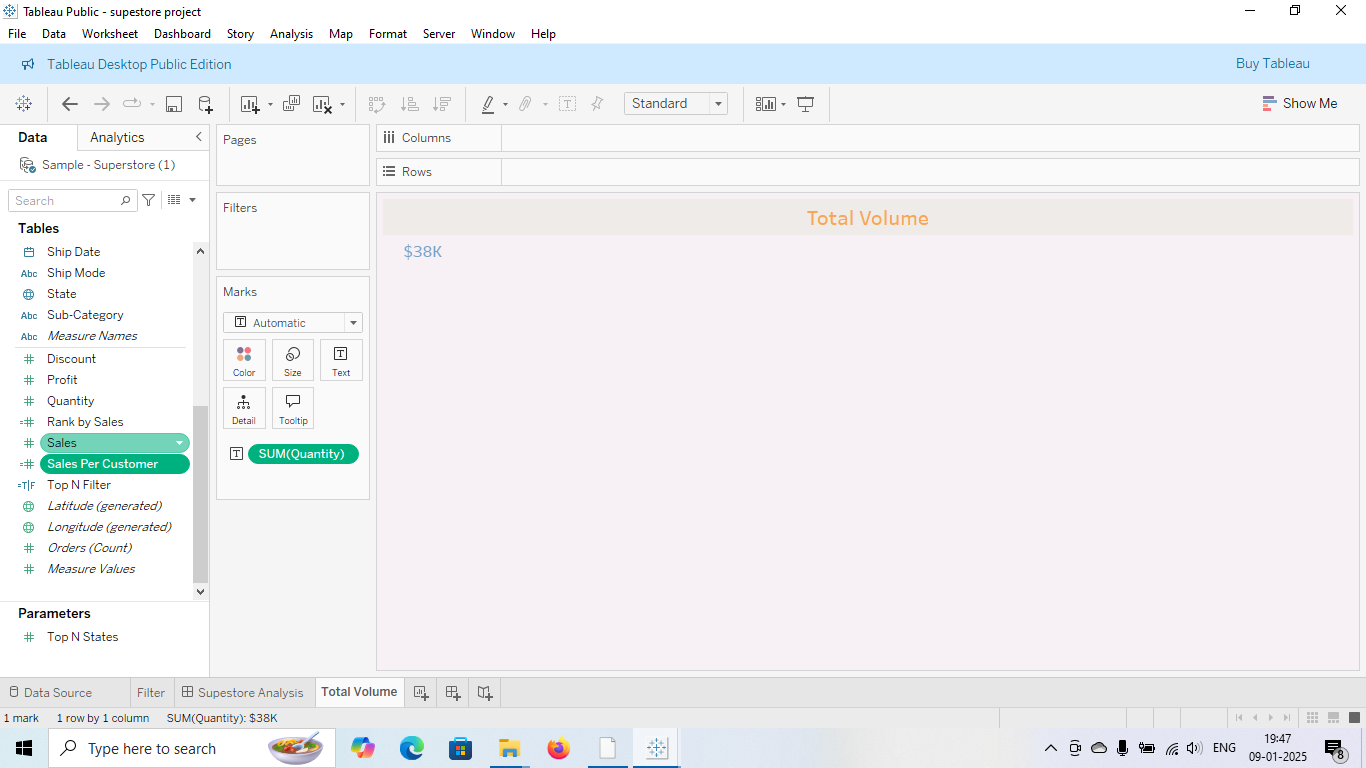 Tableau Public - supestore project
File Data Worksheet Dashboard Story Analysis Map Format Server Window Help
Tableau Desktop Public Edition
Buy Tableau
Standard
Show Me
Data
Analytics
Sample - Superstore (1)
Search
Tables
Ship Date
Abc Ship Mode
State
Abc Sub-Category
Abc Measure Names
# Discount
# Profit
# Quantity
=# Rank by Sales
# Sales
=# Sales Per Customer
=T|F Top N Filter
Latitude (generated)
Longitude (generated)
# Orders (Count)
# Measure Values
Parameters
# Top N States
Pages
Filters
Marks
T Automatic
Color
Size
T Text
Detail
Tooltip
T SUM(Quantity)
Columns
Rows
Total Volume
$38K
Data Source
Filter
Supestore Analysis
Total Volume
1 mark
1 row by 1 column
SUM(Quantity): $38K
Type here to search
ENG
19:47
09-01-2025
8